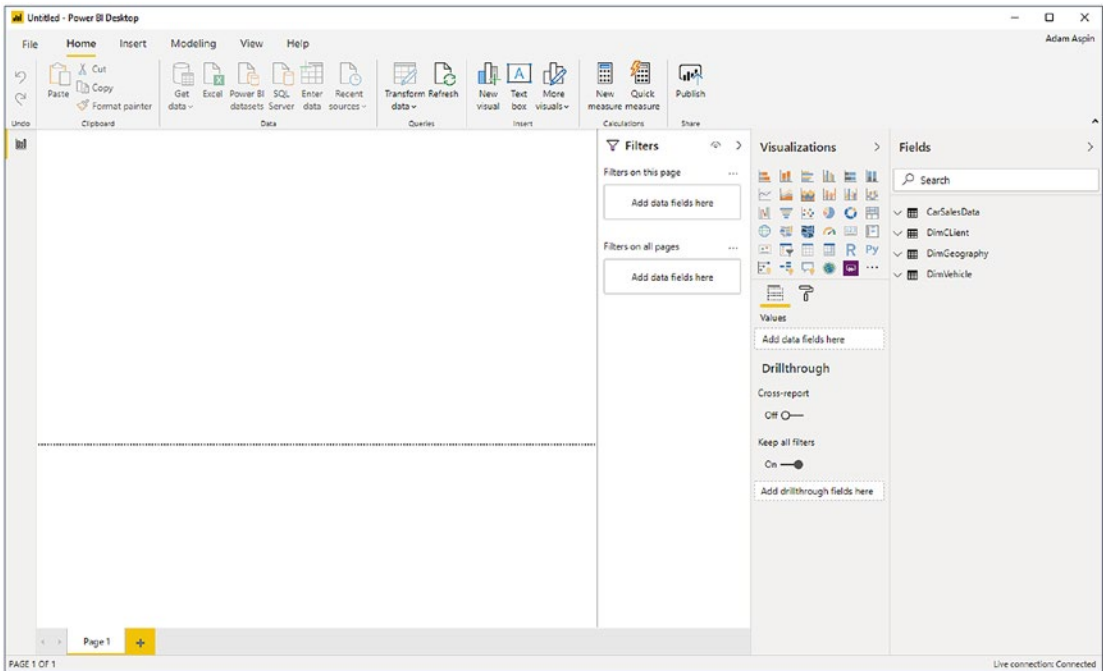 Untitled - Power BI Desktop
Adam Aspin
File Home Insert Modeling View Help
Paste
Cut
Copy
Format painter
Get data
Excel
Power BI datasets
SQL Server
Enter data
Recent sources
Transform data
Refresh
New visual
Text box
More visuals
New measure
Quick measure
Publish
Undo Clipboard Data Queries Insert Calculations Share
Filters
Filters on this page
Add data fields here
Filters on all pages
Add data fields here
Visualizations
R Py
Values
Add data fields here
Drillthrough
Cross-report
Off
Keep all filters
On
Add drillthrough fields here
Fields
Search
CarSalesData
DimCLient
DimGeography
DimVehicle
Page 1
PAGE 1 OF 1
Live connection: Connected